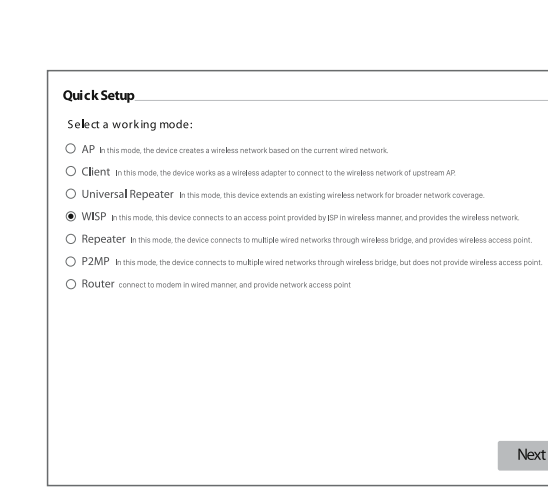 Quick Setup
Select a working mode:
AP In this mode, the device creates a wireless network based on the current wired network.
Client In this mode, the device works as a wireless adapter to connect to the wireless network of upstream AP.
Universal Repeater In this mode, this device extends an existing wireless network for broader network coverage.
WISP In this mode, this device connects to an access point provided by ISP in wireless manner, and provides the wireless network.
Repeater In this mode, the device connects to multiple wired networks through wireless bridge, and provides wireless access point.
P2MP In this mode, the device connects to multiple wired networks through wireless bridge, but does not provide wireless access point.
Router connect to modem in wired manner, and provide network access point
Next